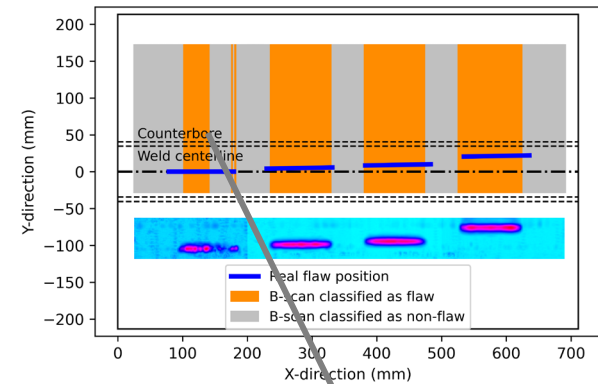 200
150
100
50
0
−50
−100
−150
−200
Y-direction (mm)
Counterbore
Weld centerline
Real flaw position
B-scan classified as flaw
B-scan classified as non-flaw
0 100 200 300 400 500 600 700
X-direction (mm)